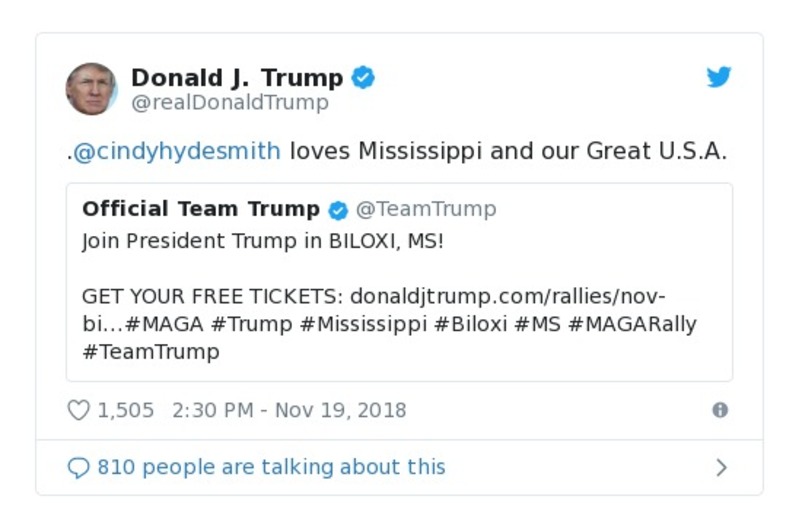 Donald J. Trump
@realDonaldTrump
.@cindyhydesmith loves Mississippi and our Great U.S.A.
Official Team Trump @TeamTrump
Join President Trump in BILOXI, MS!
GET YOUR FREE TICKETS: donaldjtrump.com/rallies/nov-
bi...#MAGA #Trump #Mississippi #Biloxi #MS #MAGARally
#TeamTrump
1,505 2:30 PM - Nov 19, 2018
810 people are talking about this